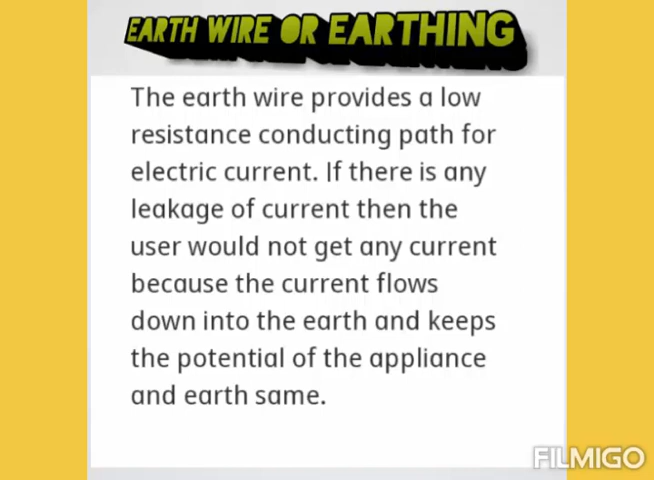 EARTH WIRE OR EARTHING
The earth wire provides a low
resistance conducting path for
electric current. If there is any
leakage of current then the
user would not get any current
because the current flows
down into the earth and keeps
the potential of the appliance
and earth same.
FILMIGO